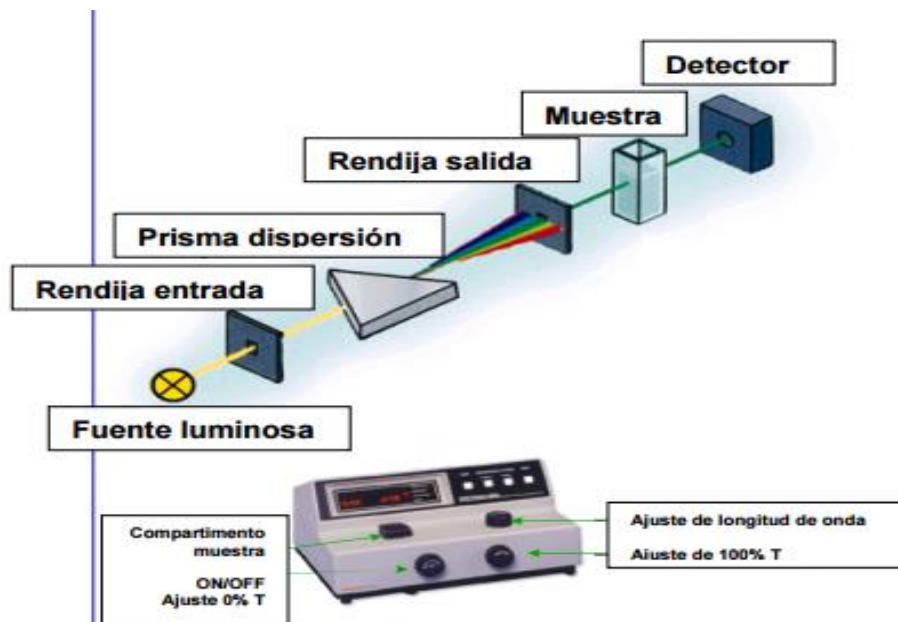 Detector
Muestra
Rendija salida
Prisma dispersión
Rendija entrada
Fuente luminosa
Compartimento
muestra
ON/OFF
Ajuste 0% T
Ajuste de longitud de onda
Aiuste de 100% T